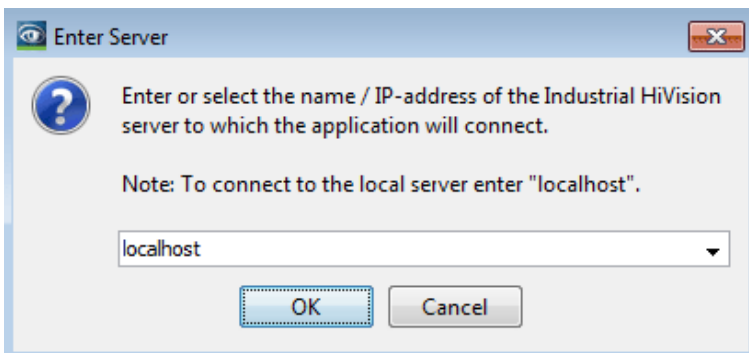 Enter Server
Enter or select the name / IP-address of the Industrial HiVision
server to which the application will connect.
Note: To connect to the local server enter "localhost".
localhost
OK Cancel